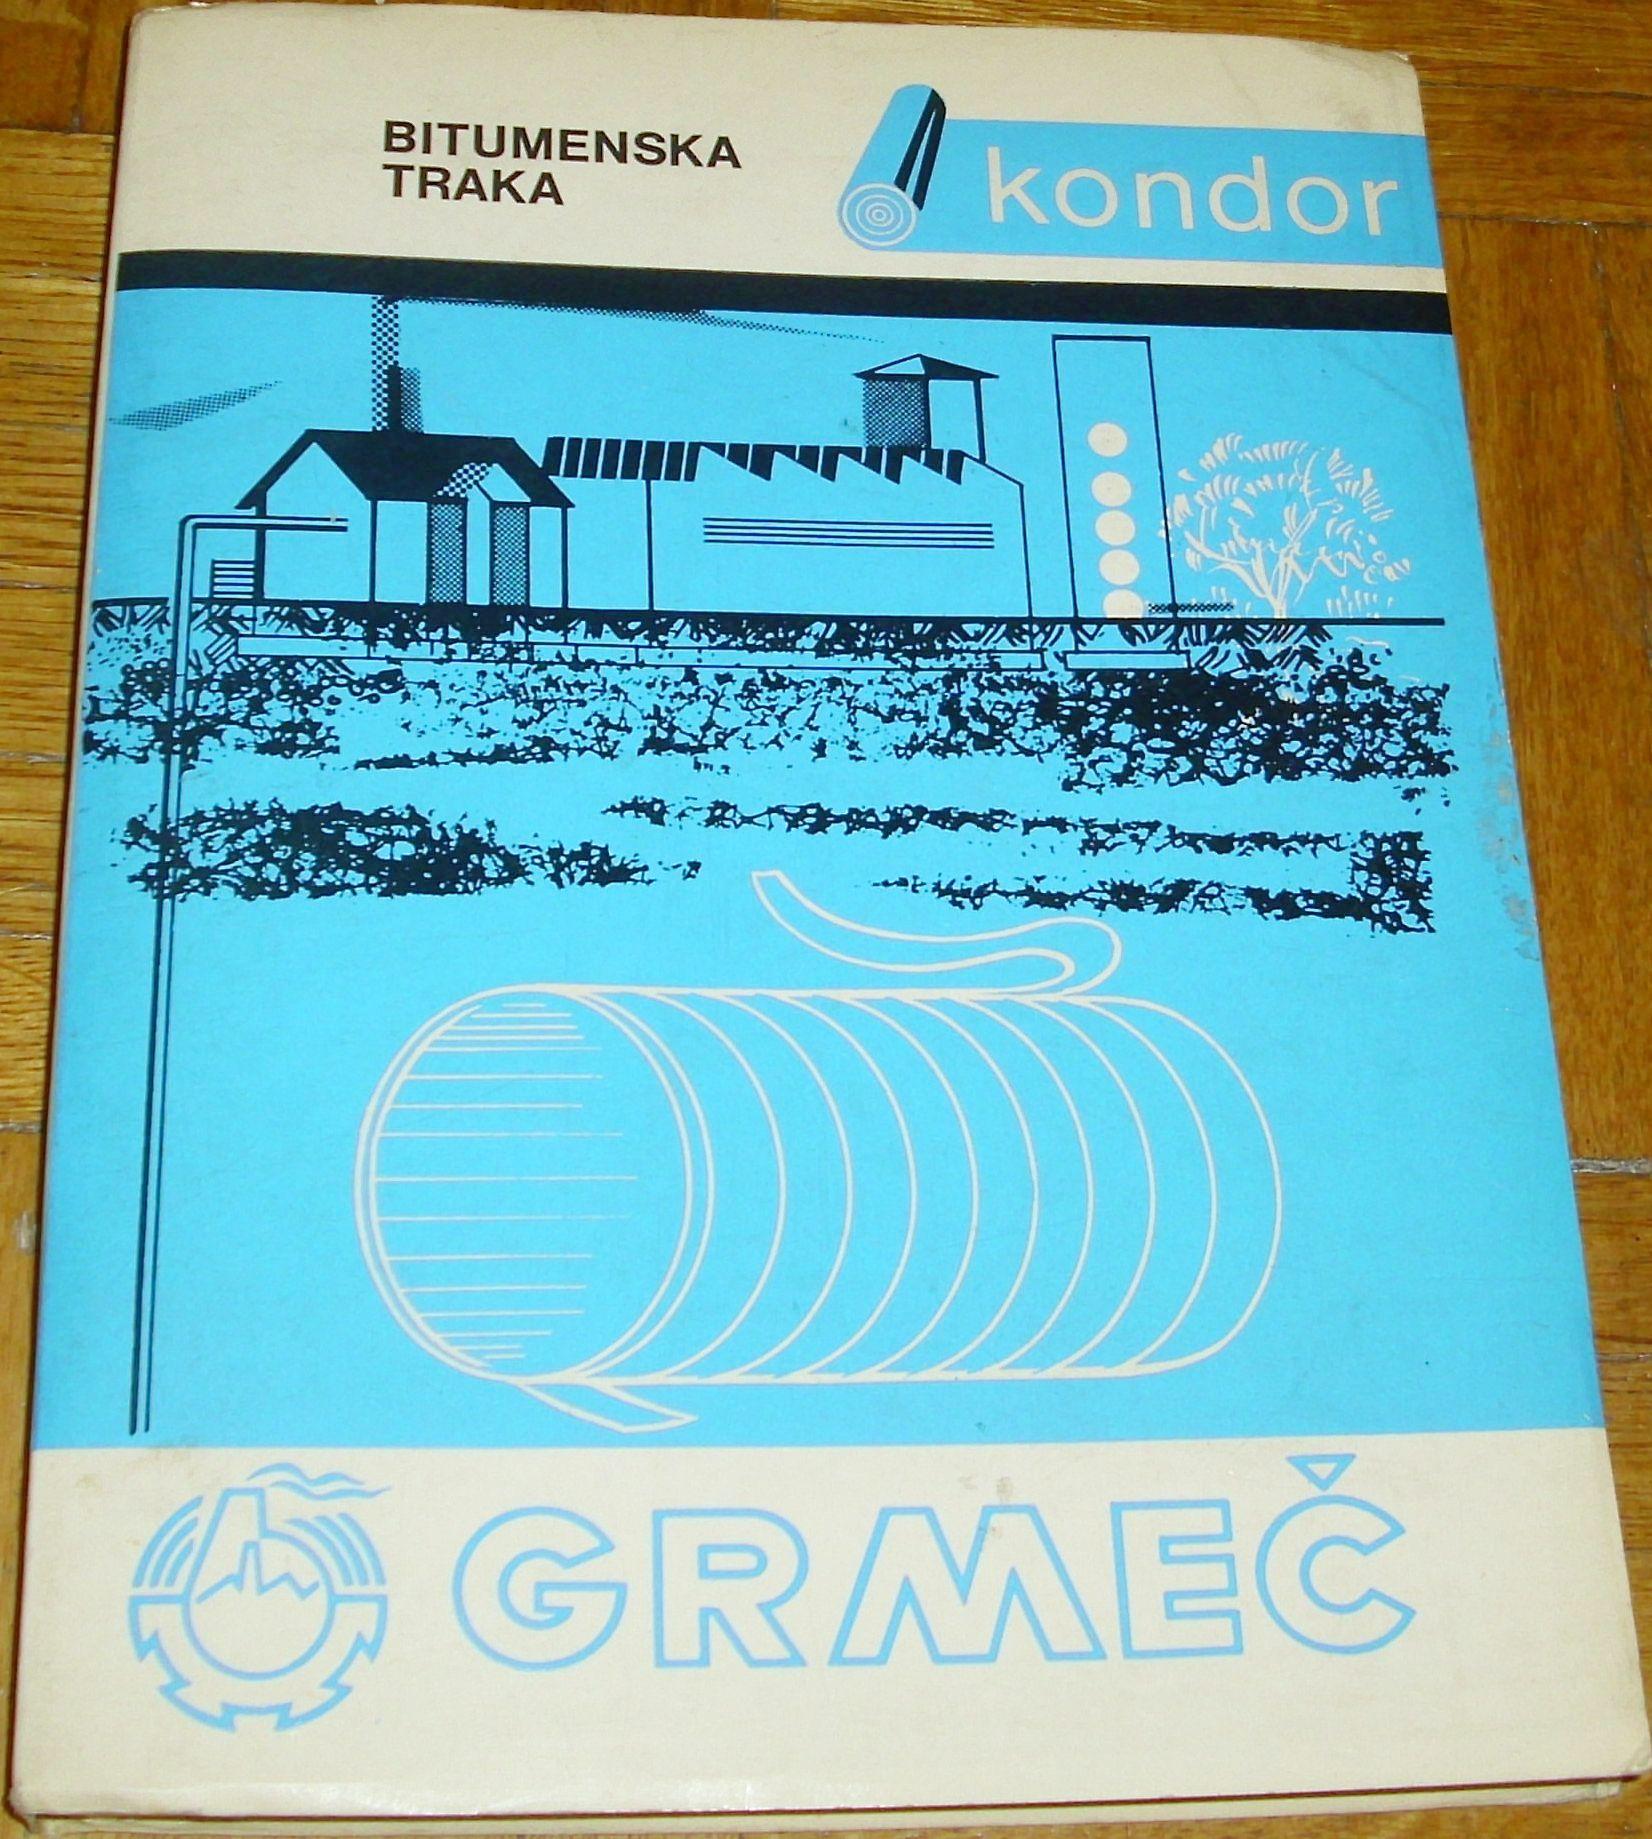 BITUMENSKA
TRAKA
kondor
GRMEČ